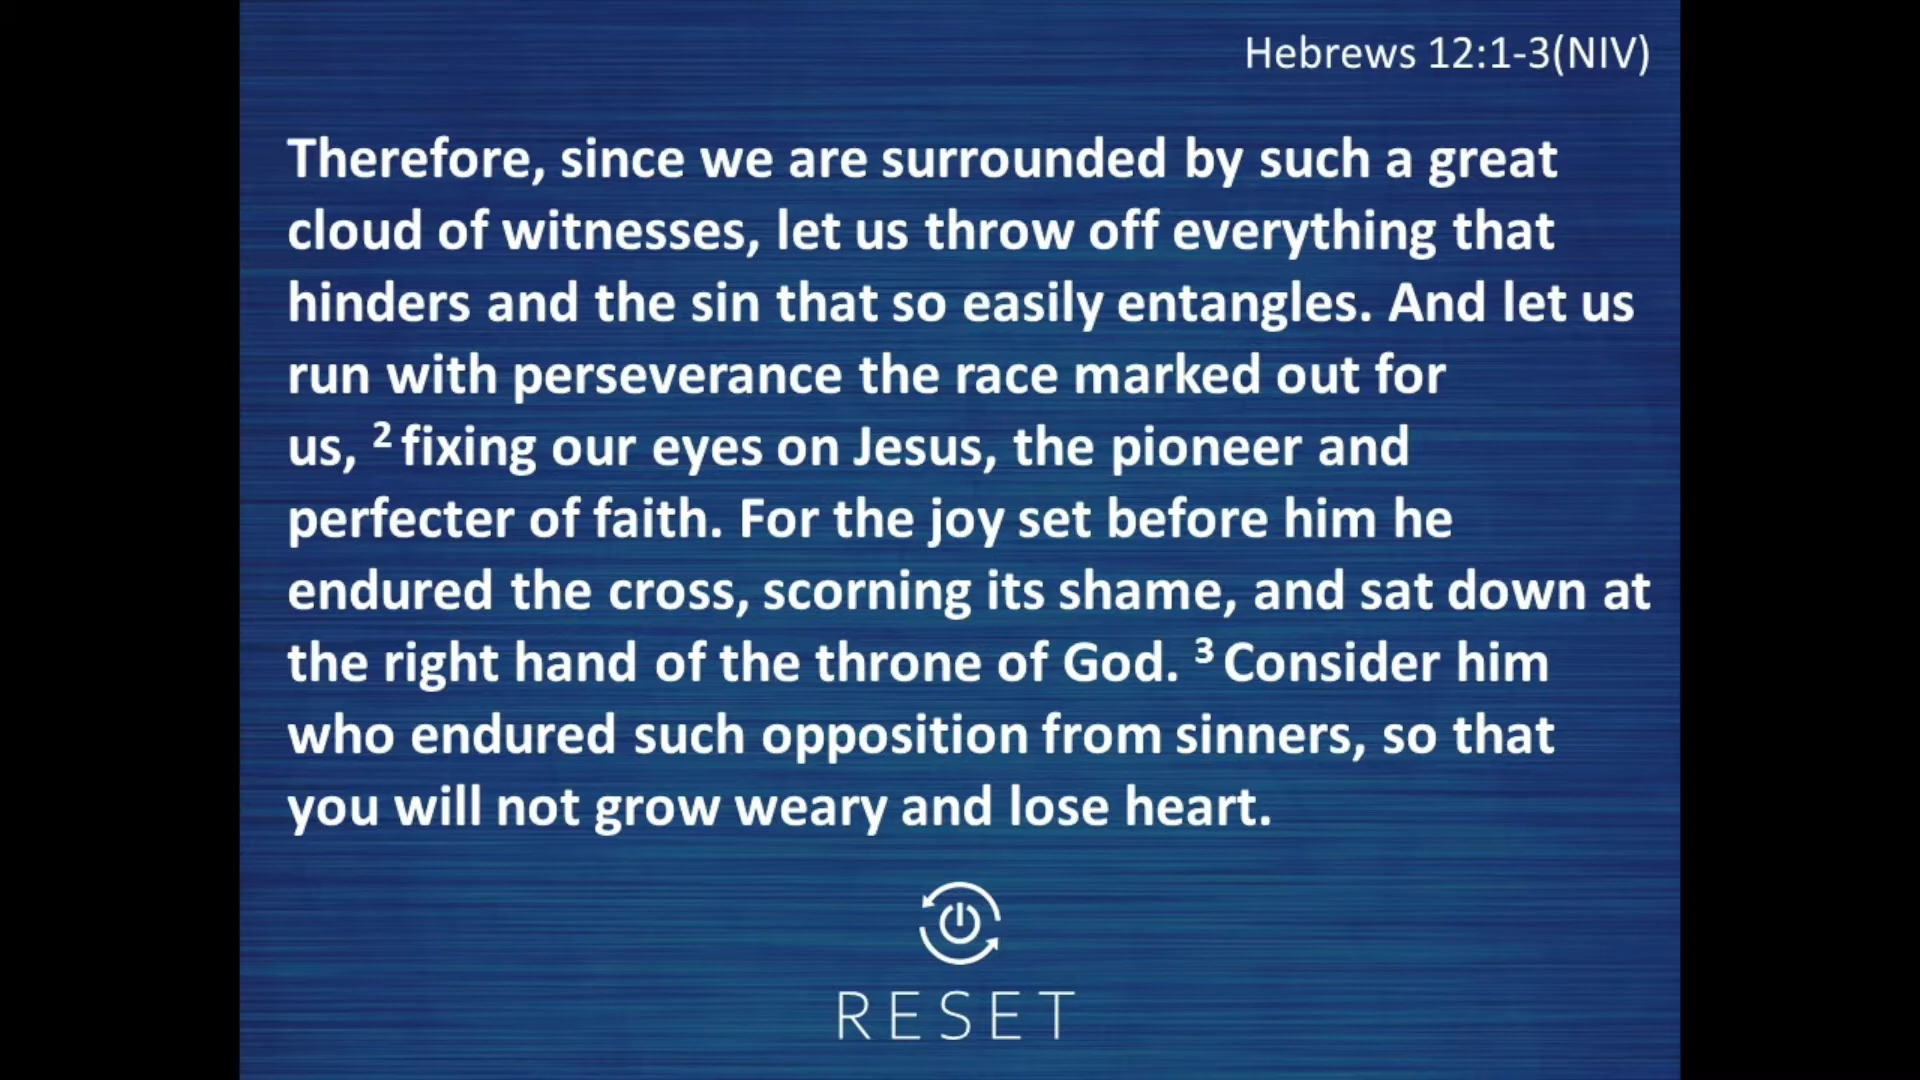 Hebrews 12:1-3(NIV)
Therefore, since we are surrounded by such a great
cloud of witnesses, let us throw off everything that
hinders and the sin that so easily entangles. And let us
run with perseverance the race marked out for
us, ² fixing our eyes on Jesus, the pioneer and
perfecter of faith. For the joy set before him he
endured the cross, scorning its shame, and sat down at
the right hand of the throne of God. ³ Consider him
who endured such opposition from sinners, so that
you will not grow weary and lose heart.
RESET